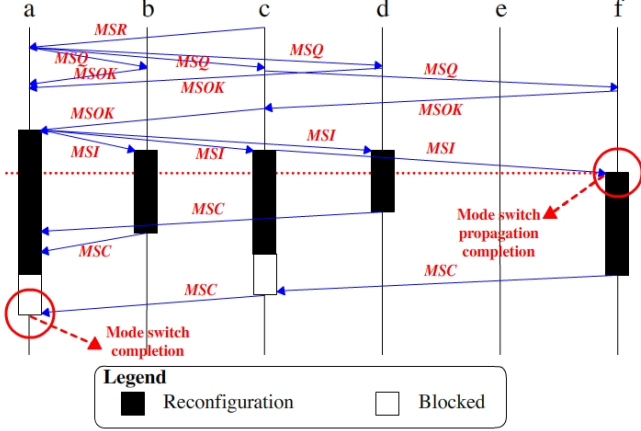 a b c d e f
MSR
MSQ MSQ MSQ MSQ
MSOK MSOK
MSOK MSOK
MSI MSI MSI MSI
MSC
Mode switch
propagation
completion
MSC
MSC MSC
Mode switch
completion
Legend
Reconfiguration Blocked